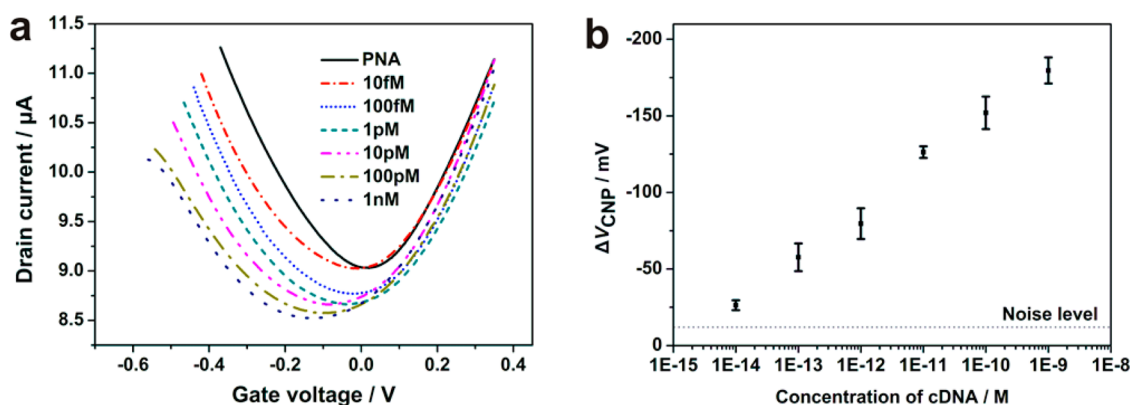 a
11.5
11.0
10.5
10.0
9.5
9.0
8.5
Drain current / µA
PNA
10fM
100fM
1pM
10pM
100pM
1nM
-0.6
-0.4
-0.2
0.0
0.2
0.4
Gate voltage / V
b
-200
-150
-100
-50
0
ΔVCNP / mV
Noise level
1E-15
1E-14
1E-13
1E-12
1E-11
1E-10
1E-9
1E-8
Concentration of cDNA / M